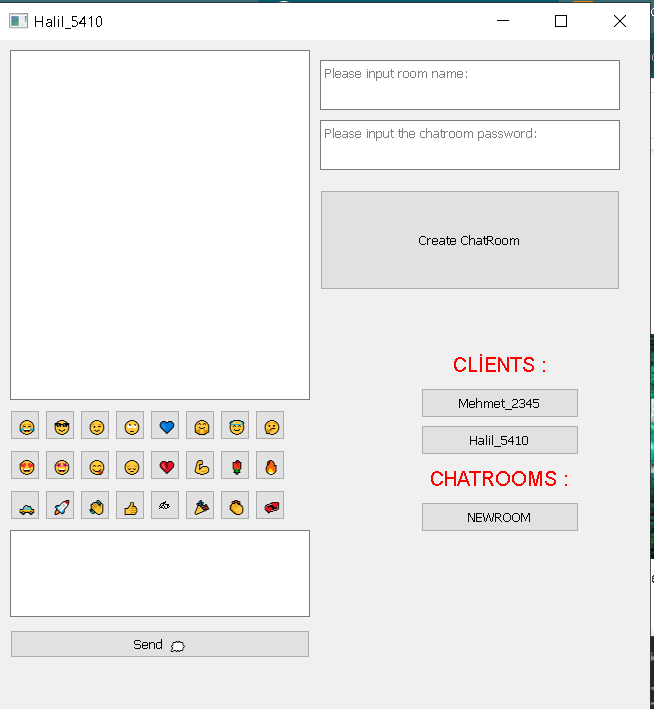 Halil_5410
Please input room name:
Please input the chatroom password:
Create ChatRoom
CLİENTS :
Mehmet_2345
Halil_5410
CHATROOMS :
NEWROOM
Send